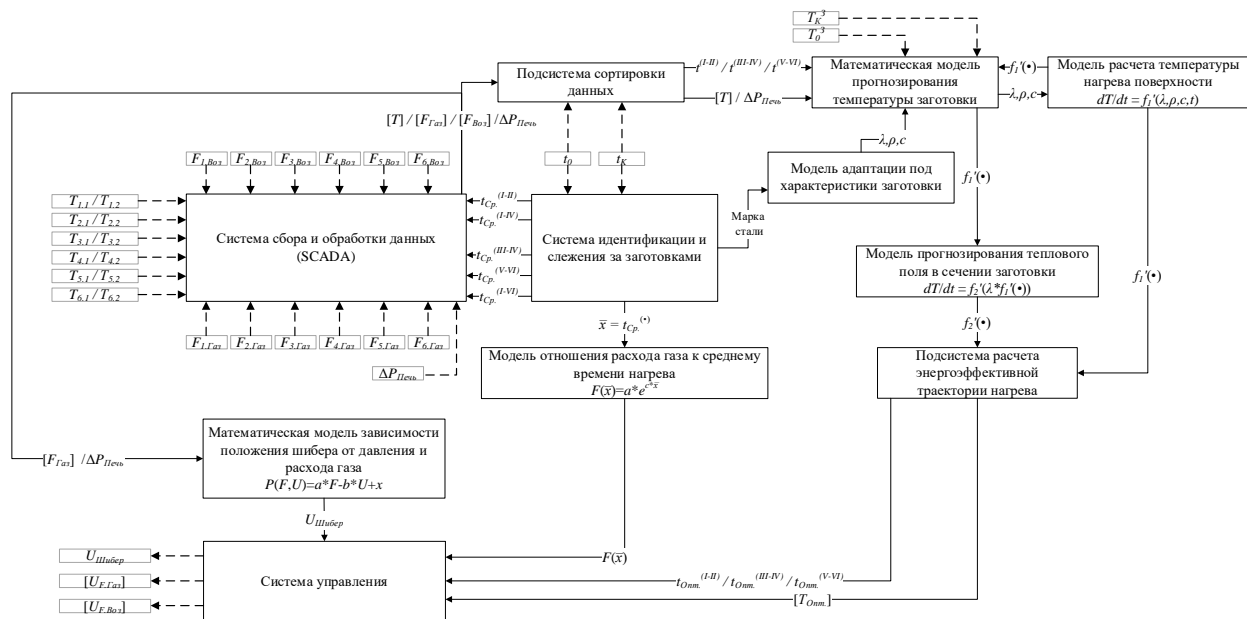 T_К^З
T_0^З
Подсистема сортировки
данных
t^(I-II) / t^(III-IV) / t^(V-VI)
[T] / ΔP_Печь
Математическая модель
прогнозирования
температуры заготовки
f_1'(•)
λ,ρ,c
Модель расчета температуры
нагрева поверхности
dT/dt = f_1'(λ,ρ,c,t)
[T] / [F_Газ] / [F_Воз] /ΔP_Печь
F_1,Воз
F_2,Воз
F_3,Воз
F_4,Воз
F_5,Воз
F_6,Воз
t_0
t_К
λ,ρ,c
Модель адаптации под
характеристики заготовки
f_1'(•)
T_1.1 / T_1.2
T_2.1 / T_2.2
T_3.1 / T_3.2
T_4.1 / T_4.2
T_5.1 / T_5.2
T_6.1 / T_6.2
Система сбора и обработки данных
(SCADA)
t_Ср.^(I-II)
t_Ср.^(I-IV)
t_Ср.^(III-IV)
t_Ср.^(V-VI)
t_Ср.^(I-VI)
Система идентификации и
слежения за заготовками
Марка
стали
Модель прогнозирования теплового
поля в сечении заготовки
dT/dt = f_2'(λ*f_1'(•))
f_1'(•)
F_1,Газ
F_2,Газ
F_3,Газ
F_4,Газ
F_5,Газ
F_6,Газ
ΔP_Печь
x̅ = t_Ср.^(•)
f_2'(•)
Модель отношения расхода газа к среднему
времени нагрева
F(x̅)=a*e^(c*x̅)
Подсистема расчета
энергоэффективной
траектории нагрева
[F_Газ] /ΔP_Печь
Математическая модель зависимости
положения шибера от давления и
расхода газа
P(F,U)=a*F-b*U+x
U_Шибер
U_Шибер
[U_F.Газ]
[U_F.Воз]
Система управления
F(x̅)
t_Опт.^(I-II) / t_Опт.^(III-IV) / t_Опт.^(V-VI)
[T_Опт.]